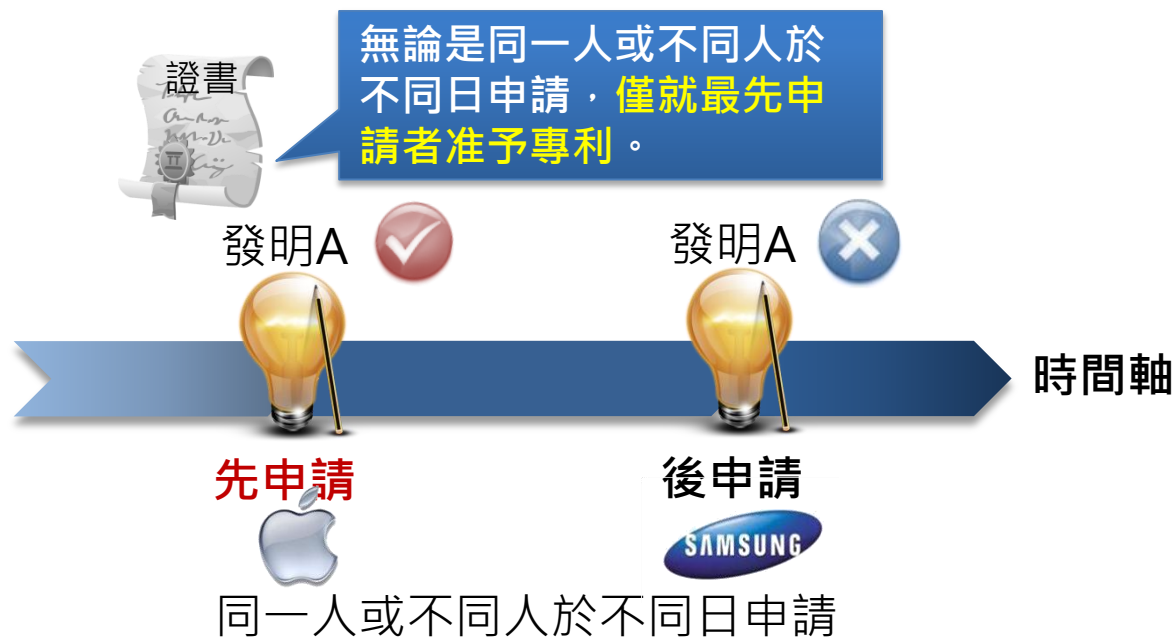 證書
無論是同一人或不同人於
不同日申請，僅就最先申
請者准予專利。
發明A
發明A
時間軸
先申請
後申請
SAMSUNG
同一人或不同人於不同日申請